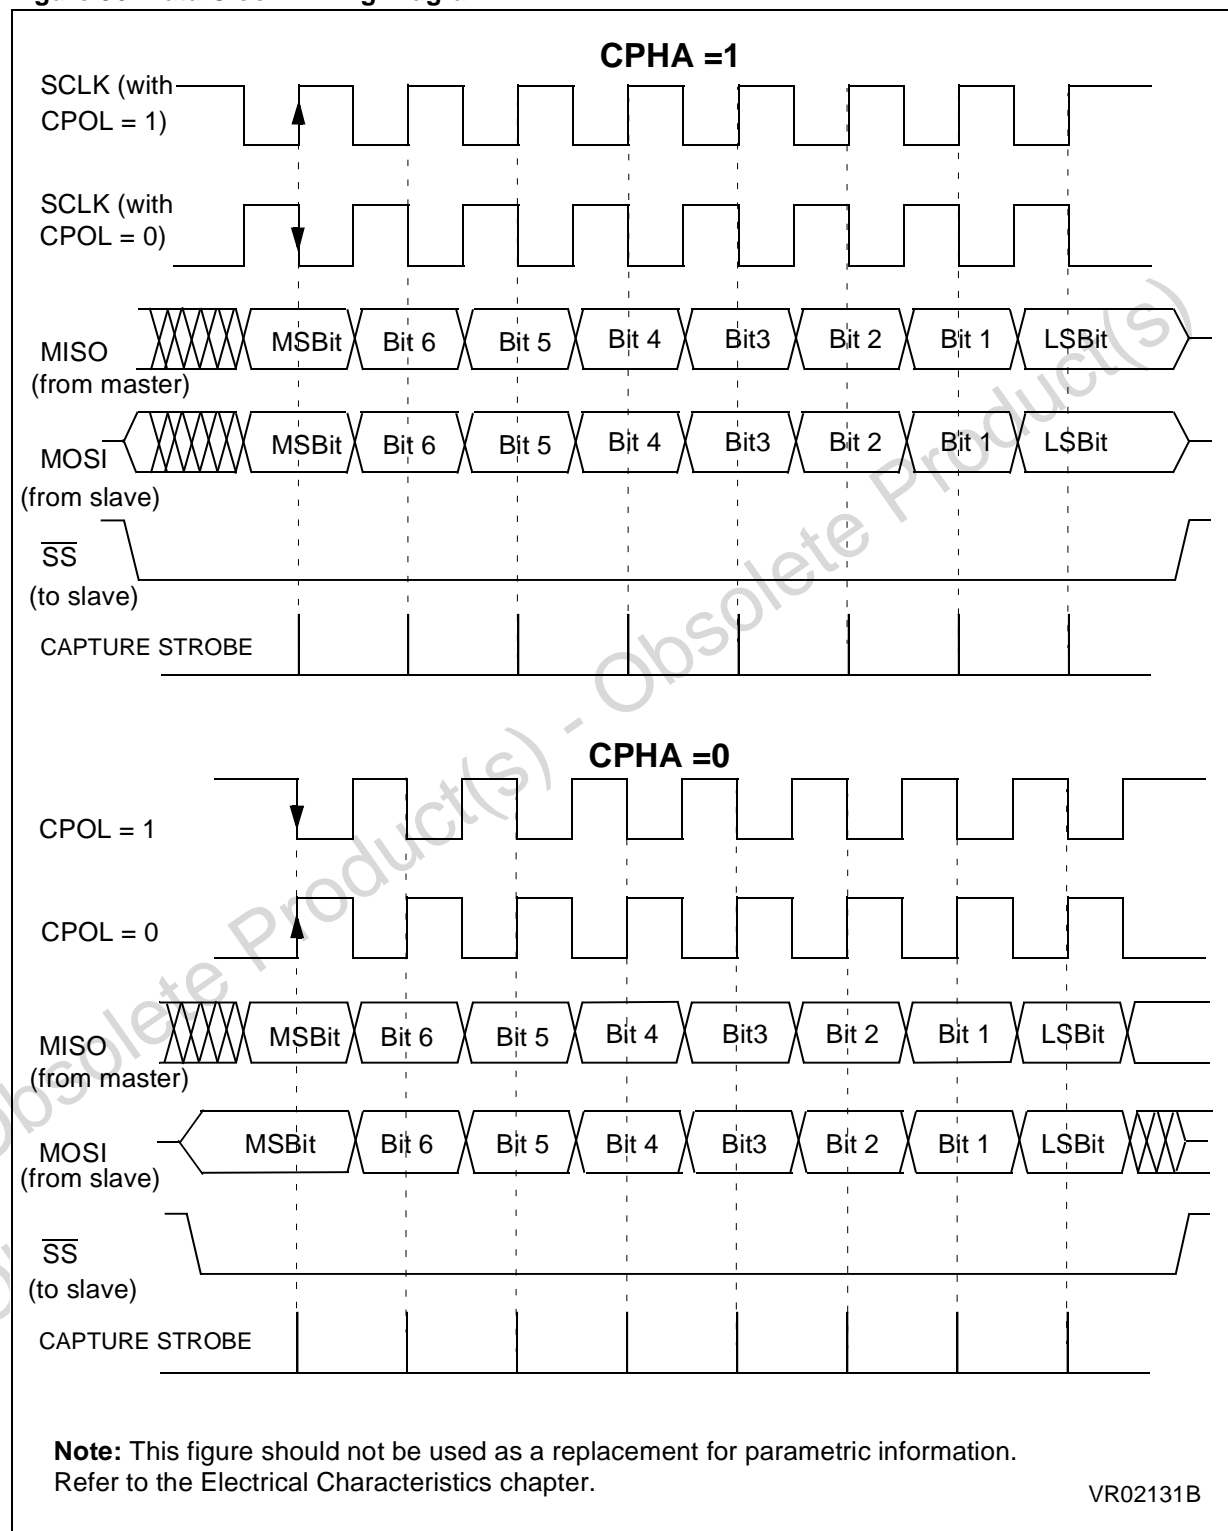 CPHA =1
SCLK (with
CPOL = 1)
SCLK (with
CPOL = 0)
MISO
(from master)
MSBit Bit 6 Bit 5 Bit 4 Bit3 Bit 2 Bit 1 LSBit
MOSI
(from slave)
MSBit Bit 6 Bit 5 Bit 4 Bit3 Bit 2 Bit 1 LSBit
SS
(to slave)
CAPTURE STROBE
CPHA =0
CPOL = 1
CPOL = 0
MISO
(from master)
MSBit Bit 6 Bit 5 Bit 4 Bit3 Bit 2 Bit 1 LSBit
MOSI
(from slave)
MSBit Bit 6 Bit 5 Bit 4 Bit3 Bit 2 Bit 1 LSBit
SS
(to slave)
CAPTURE STROBE
Note: This figure should not be used as a replacement for parametric information.
Refer to the Electrical Characteristics chapter.
VR02131B
Obsolete Product(s) - Obsolete Product(s)